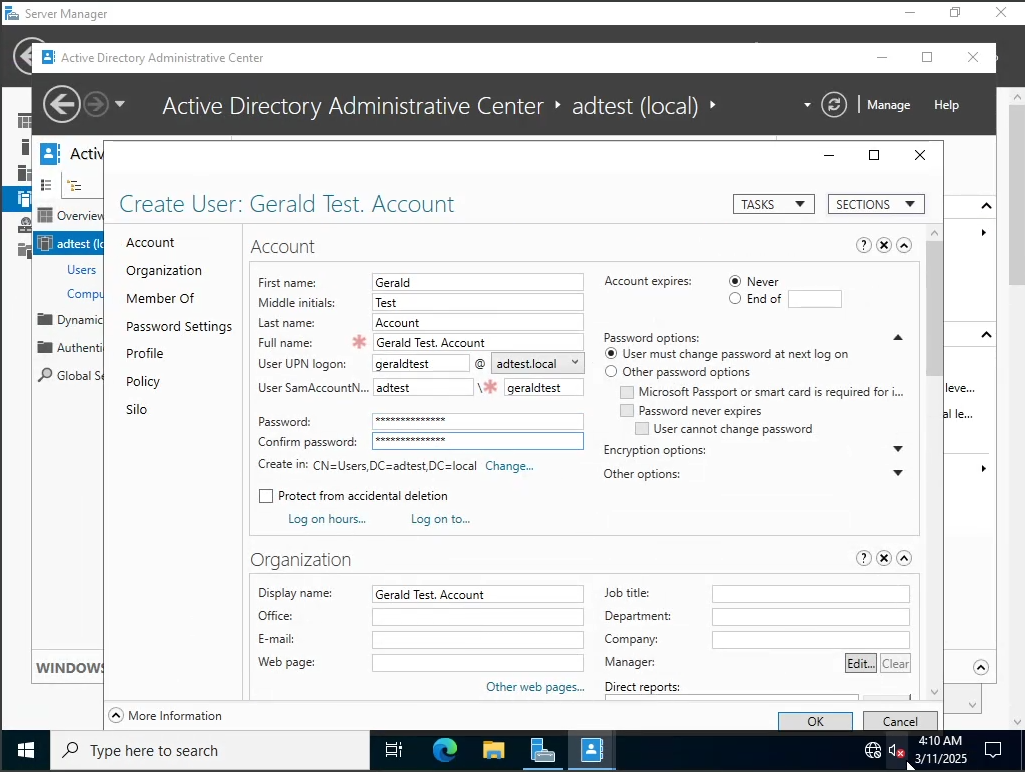 Server Manager
Active Directory Administrative Center
Active Directory Administrative Center • adtest (local) •
Manage
Help
Activ
Create User: Gerald Test. Account
TASKS
SECTIONS
Overview
adtest (lo
Users
Compu
Dynamic
Authenti
Global Se
WINDOWS
Account
Organization
Member Of
Password Settings
Profile
Policy
Silo
Account
First name: Gerald
Middle initials: Test
Last name: Account
Full name: * Gerald Test. Account
User UPN logon: geraldtest @ adtest.local
User SamAccountN... adtest \* geraldtest
Password: **************
Confirm password: **************
Create in: CN=Users,DC=adtest,DC=local Change...
Protect from accidental deletion
Log on hours... Log on to...
Account expires: Never
End of
Password options:
User must change password at next log on
Other password options
Microsoft Passport or smart card is required for i...
Password never expires
User cannot change password
Encryption options:
Other options:
leve...
al le...
Organization
Display name: Gerald Test. Account
Office:
E-mail:
Web page:
Other web pages...
Job title:
Department:
Company:
Manager: Edit... Clear
Direct reports:
More Information
OK Cancel
Type here to search
4:10 AM
3/11/2025